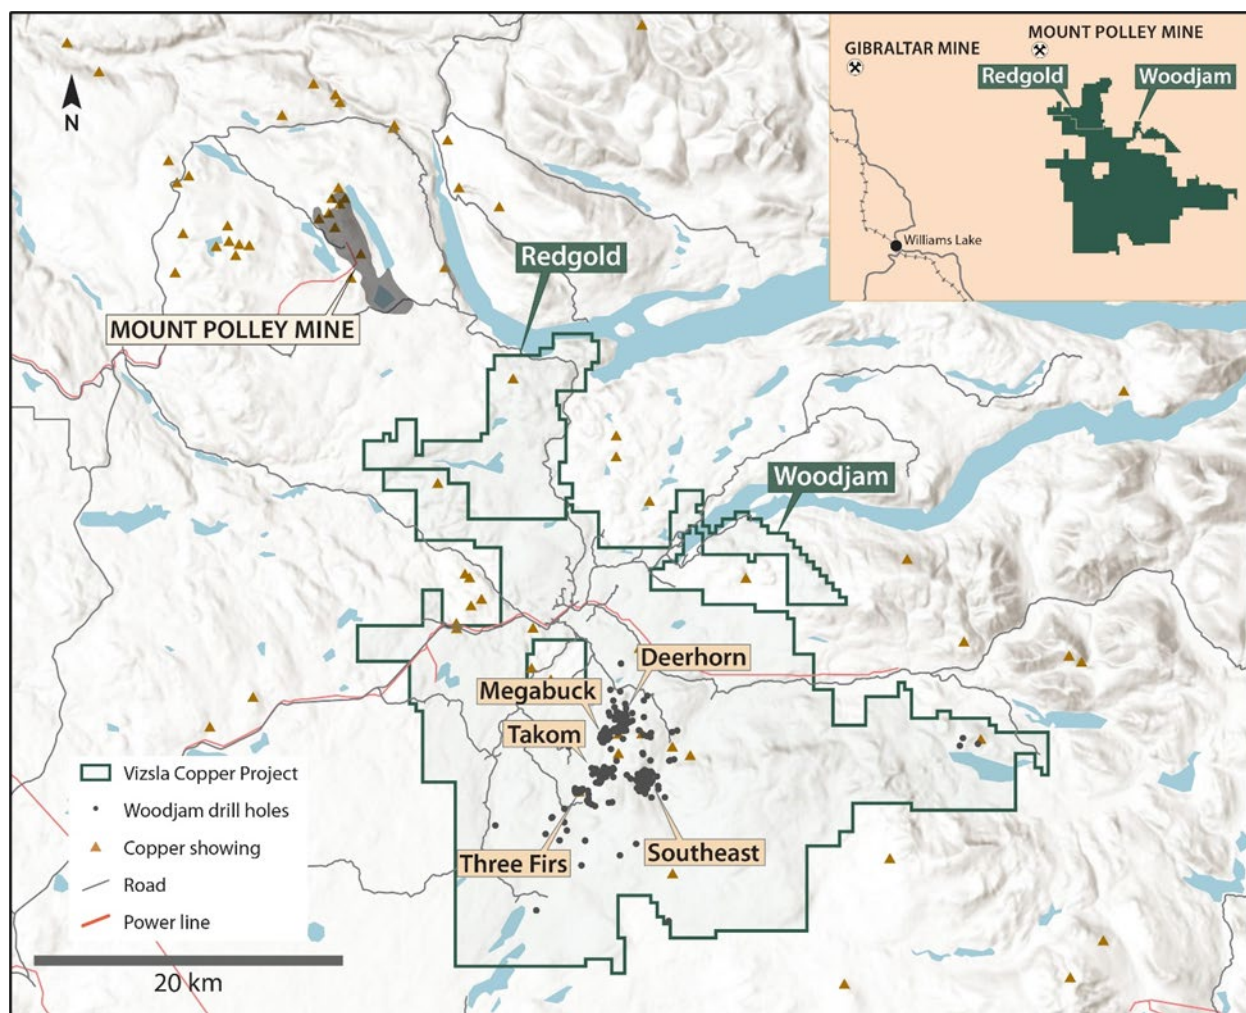 N
GIBRALTAR MINE
MOUNT POLLEY MINE
Redgold
Woodjam
Williams Lake
Redgold
MOUNT POLLEY MINE
Woodjam
Deerhorn
Megabuck
Takom
Three Firs
Southeast
Vizsla Copper Project
Woodjam drill holes
Copper showing
Road
Power line
20 km